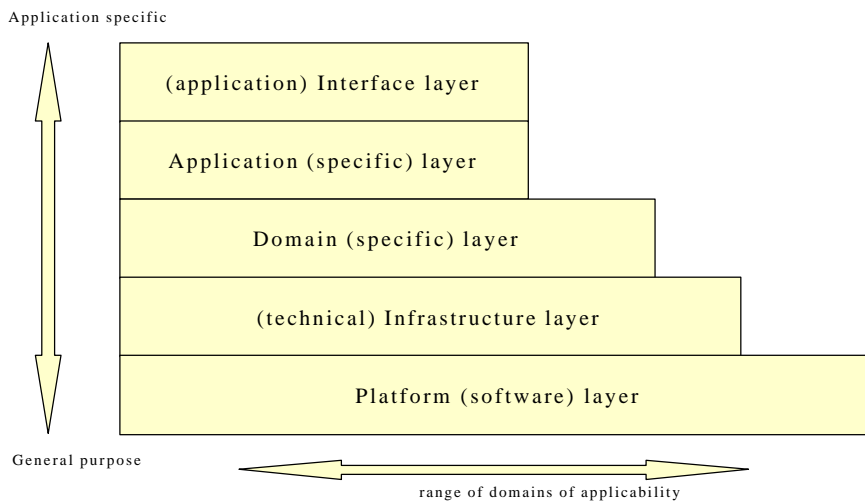 Application specific
(application) Interface layer
Application (specific) layer
Domain (specific) layer
(technical) Infrastructure layer
Platform (software) layer
General purpose
range of domains of applicability